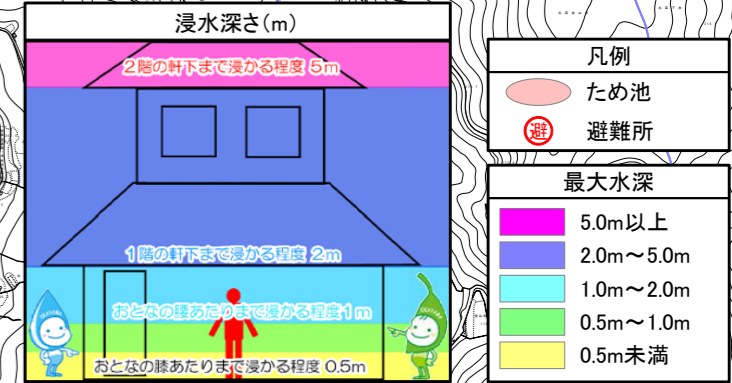 浸水深さ(m)
2階の軒下まで浸かる程度 5m
1階の軒下まで浸かる程度 2m
おとなの腰あたりまで浸かる程度1m
おとなの膝あたりまで浸かる程度 0.5m
凡例
ため池
避 避難所
最大水深
5.0m以上
2.0m～5.0m
1.0m～2.0m
0.5m～1.0m
0.5m未満